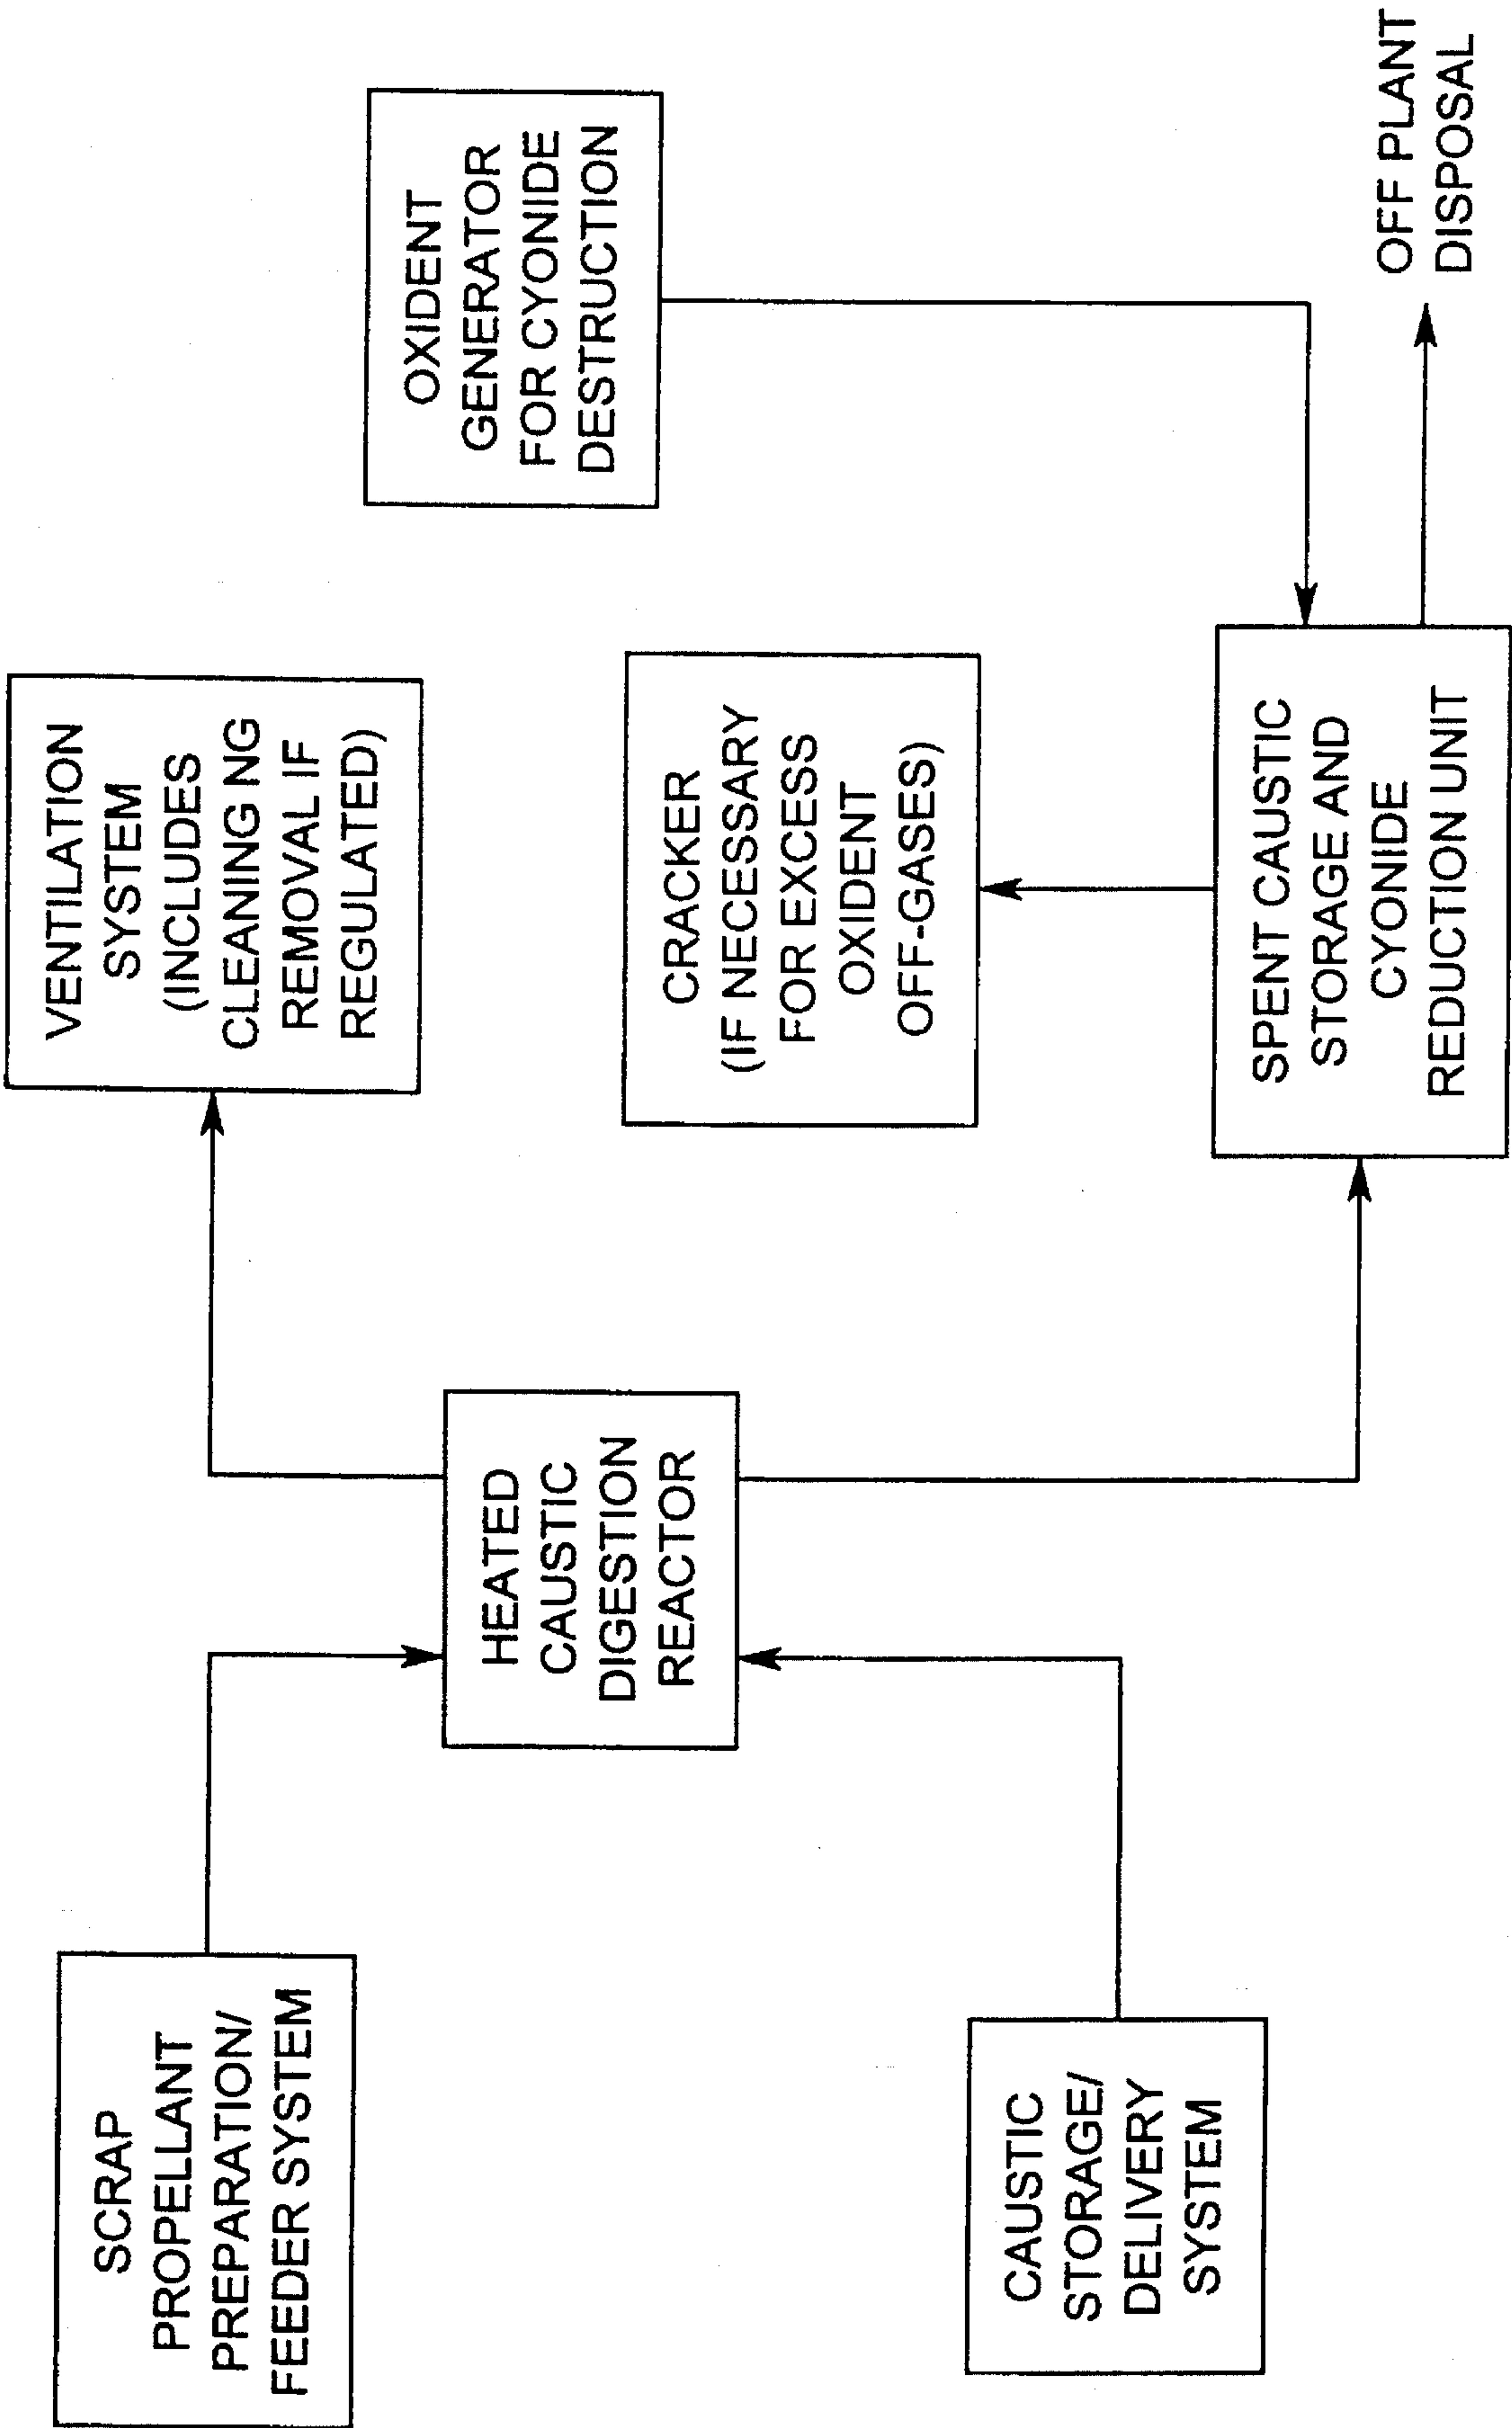 SCRAP
PROPELLANT
PREPARATION/
FEEDER SYSTEM
CAUSTIC
STORAGE/
DELIVERY
SYSTEM
HEATED
CAUSTIC
DIGESTION
REACTOR
VENTILATION
SYSTEM
(INCLUDES
CLEANING NG
REMOVAL IF
REGULATED)
CRACKER
(IF NECESSARY
FOR EXCESS
OXIDENT
OFF-GASES)
SPENT CAUSTIC
STORAGE AND
CYONIDE
REDUCTION UNIT
OXIDENT
GENERATOR
FOR CYONIDE
DESTRUCTION
OFF PLANT
DISPOSAL